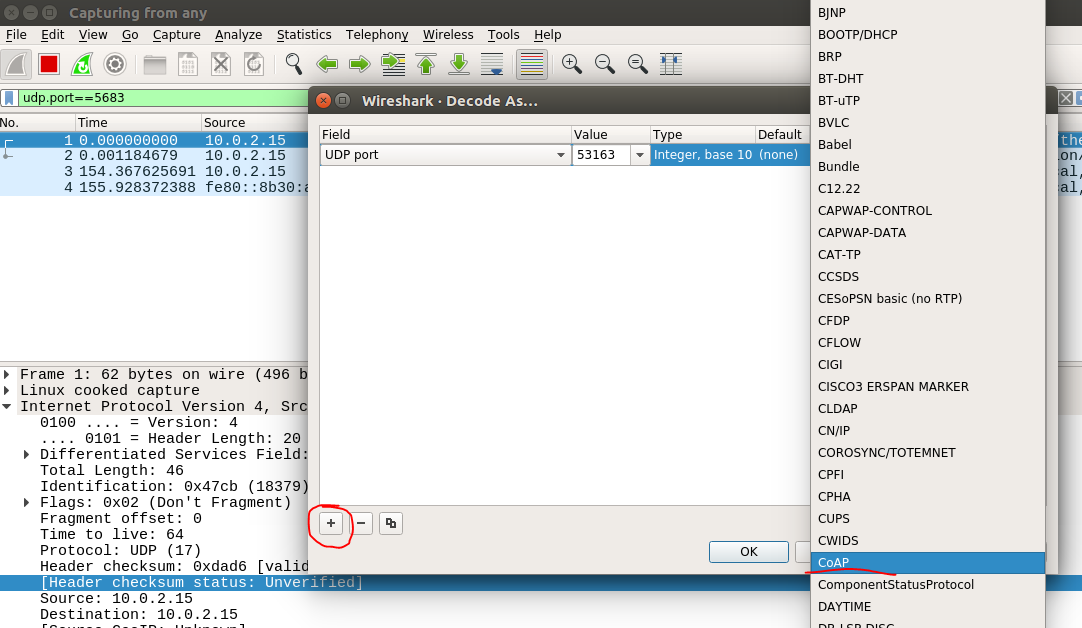 Capturing from any
File Edit View Go Capture Analyze Statistics Telephony Wireless Tools Help
udp.port==5683
No. Time Source
1 0.000000000 10.0.2.15
2 0.001184679 10.0.2.15
3 154.367625691 10.0.2.15
4 155.928372388 fe80::8b30:a
Frame 1: 62 bytes on wire (496 b
Linux cooked capture
Internet Protocol Version 4, Src
0100 .... = Version: 4
.... 0101 = Header Length: 20
Differentiated Services Field:
Total Length: 46
Identification: 0x47cb (18379)
Flags: 0x02 (Don't Fragment)
Fragment offset: 0
Time to live: 64
Protocol: UDP (17)
Header checksum: 0xdad6 [valid
[Header checksum status: Unverified]
Source: 10.0.2.15
Destination: 10.0.2.15
[Source GeoIP: Unknown]
Wireshark · Decode As...
Field Value Type Default
UDP port 53163 Integer, base 10 (none)
OK
BJNP
BOOTP/DHCP
BRP
BT-DHT
BT-uTP
BVLC
Babel
Bundle
C12.22
CAPWAP-CONTROL
CAPWAP-DATA
CAT-TP
CCSDS
CESoPSN basic (no RTP)
CFDP
CFLOW
CIGI
CISCO3 ERSPAN MARKER
CLDAP
CN/IP
COROSYNC/TOTEMNET
CPFI
CPHA
CUPS
CWIDS
CoAP
ComponentStatusProtocol
DAYTIME
DB-LSP-DISC